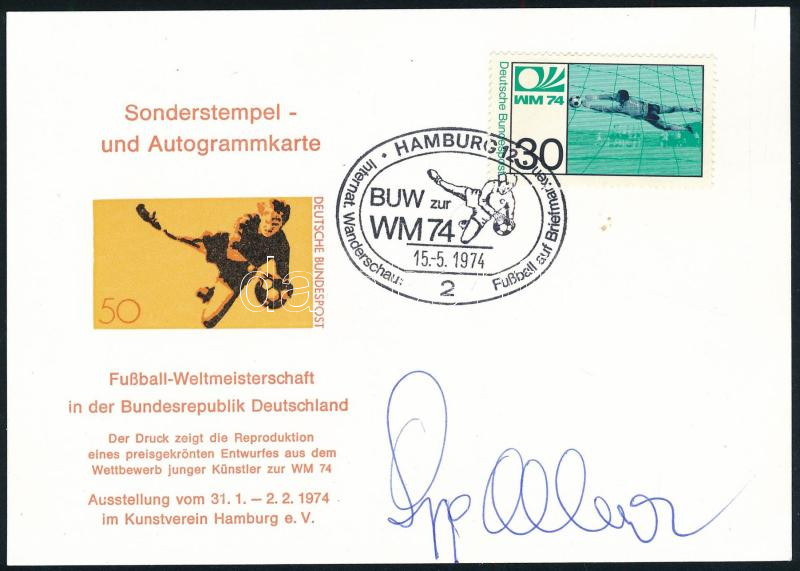 Sonderstempel -
und Autogrammkarte
DEUTSCHE BUNDESPOST
50
Fußball-Weltmeisterschaft
in der Bundesrepublik Deutschland
Der Druck zeigt die Reproduktion
eines preisgekrönten Entwurfes aus dem
Wettbewerb junger Künstler zur WM 74
Ausstellung vom 31. 1. – 2. 2. 1974
im Kunstverein Hamburg e. V.
Deutsche Bundespost
WM 74
30
• HAMBURG 12 •
Internat. Wanderschau:
Fußball auf Briefmarken
BUW zur
WM 74
15.-5. 1974
2